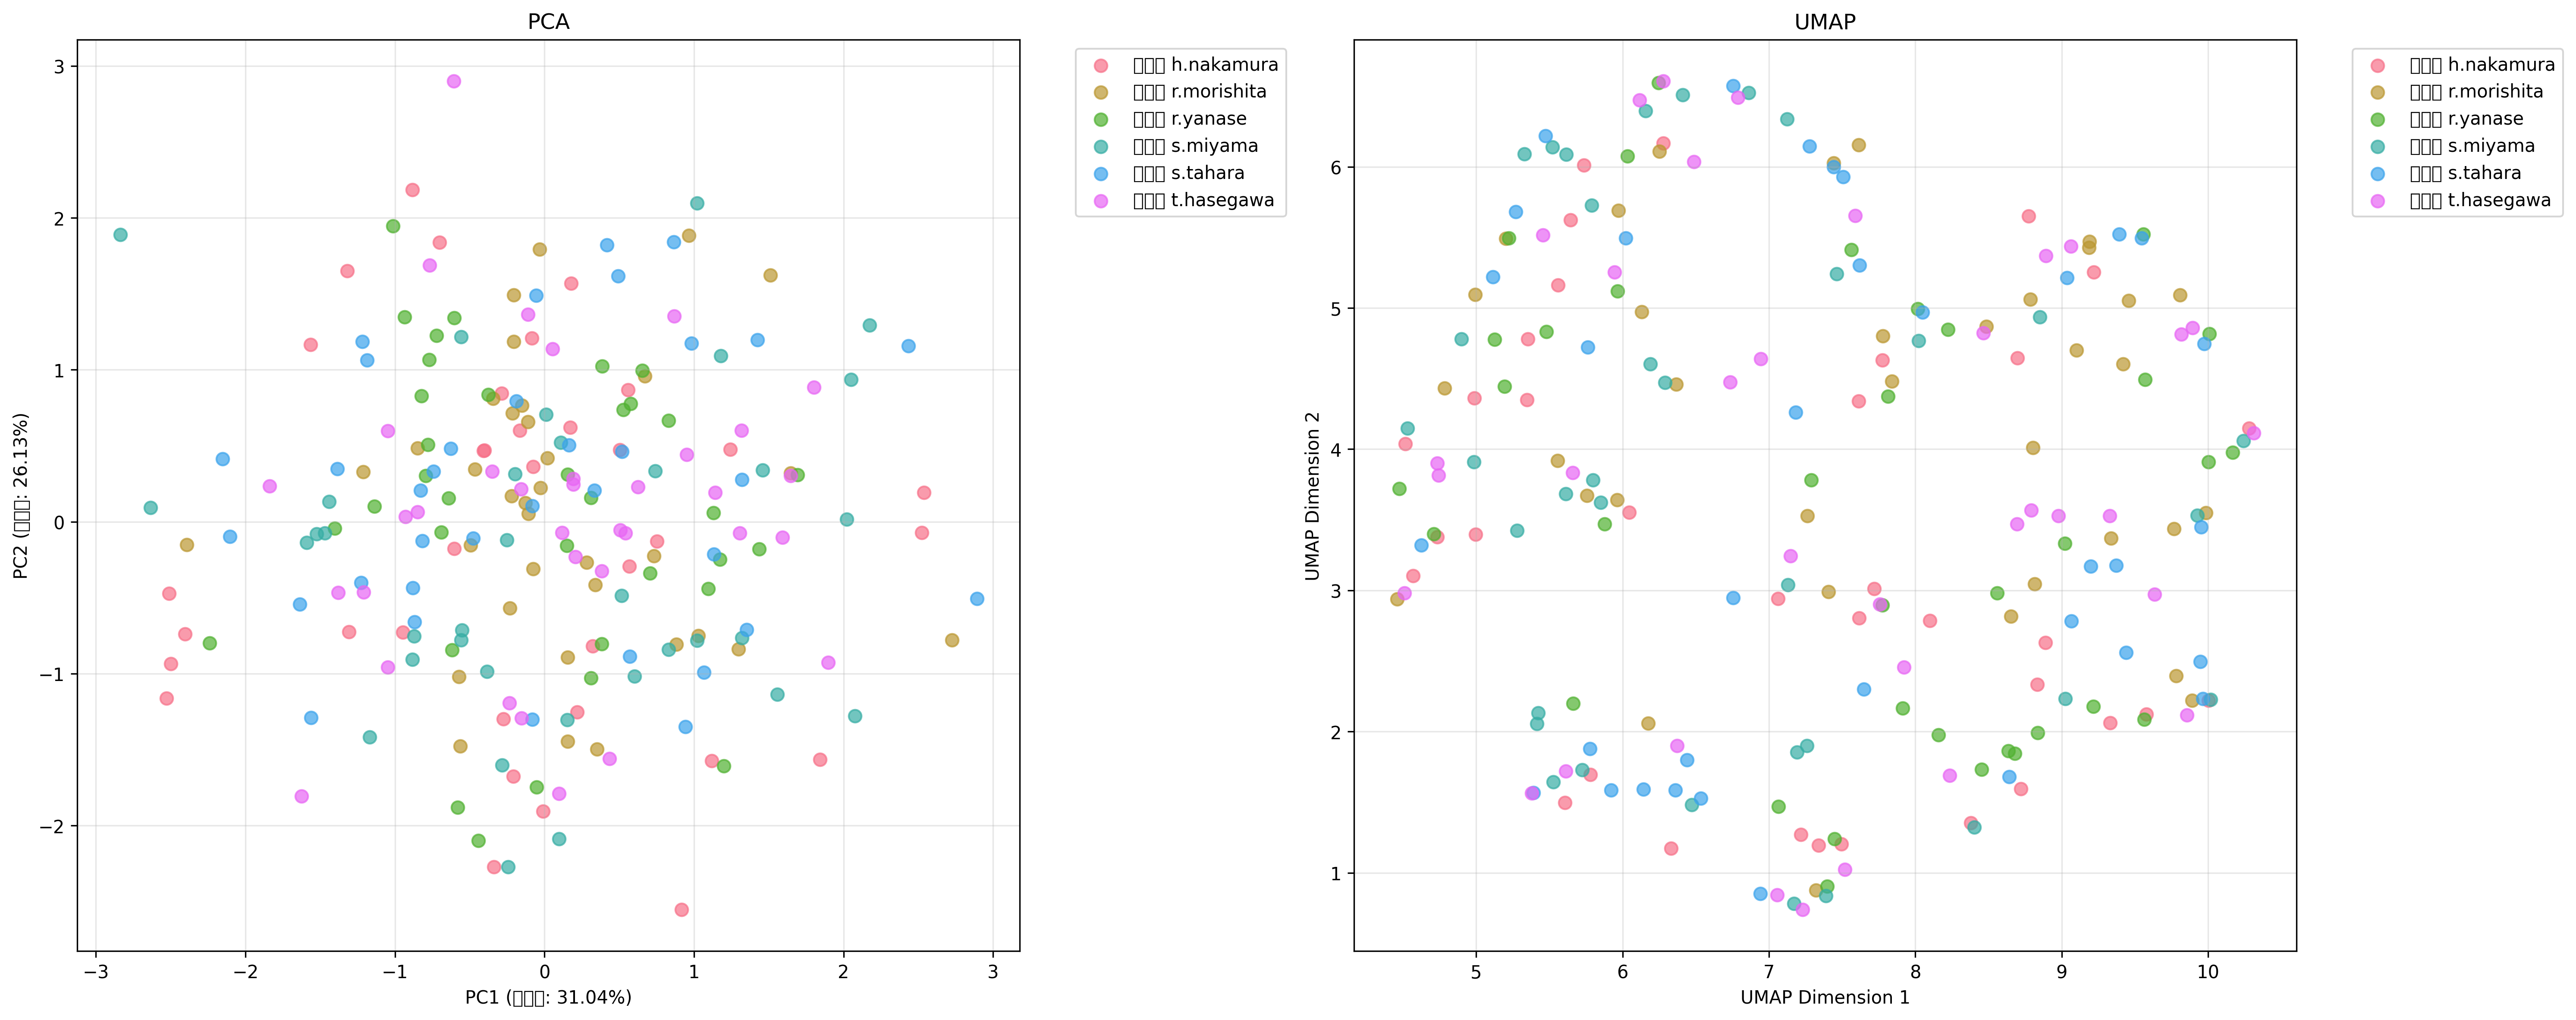 PCA
3
2
1
0
−1
−2
−3
−2
−1
0
1
2
3
PC2 (□□□: 26.13%)
PC1 (□□□: 31.04%)
□□□ h.nakamura
□□□ r.morishita
□□□ r.yanase
□□□ s.miyama
□□□ s.tahara
□□□ t.hasegawa
UMAP
6
5
4
3
2
1
5
6
7
8
9
10
UMAP Dimension 2
UMAP Dimension 1
□□□ h.nakamura
□□□ r.morishita
□□□ r.yanase
□□□ s.miyama
□□□ s.tahara
□□□ t.hasegawa